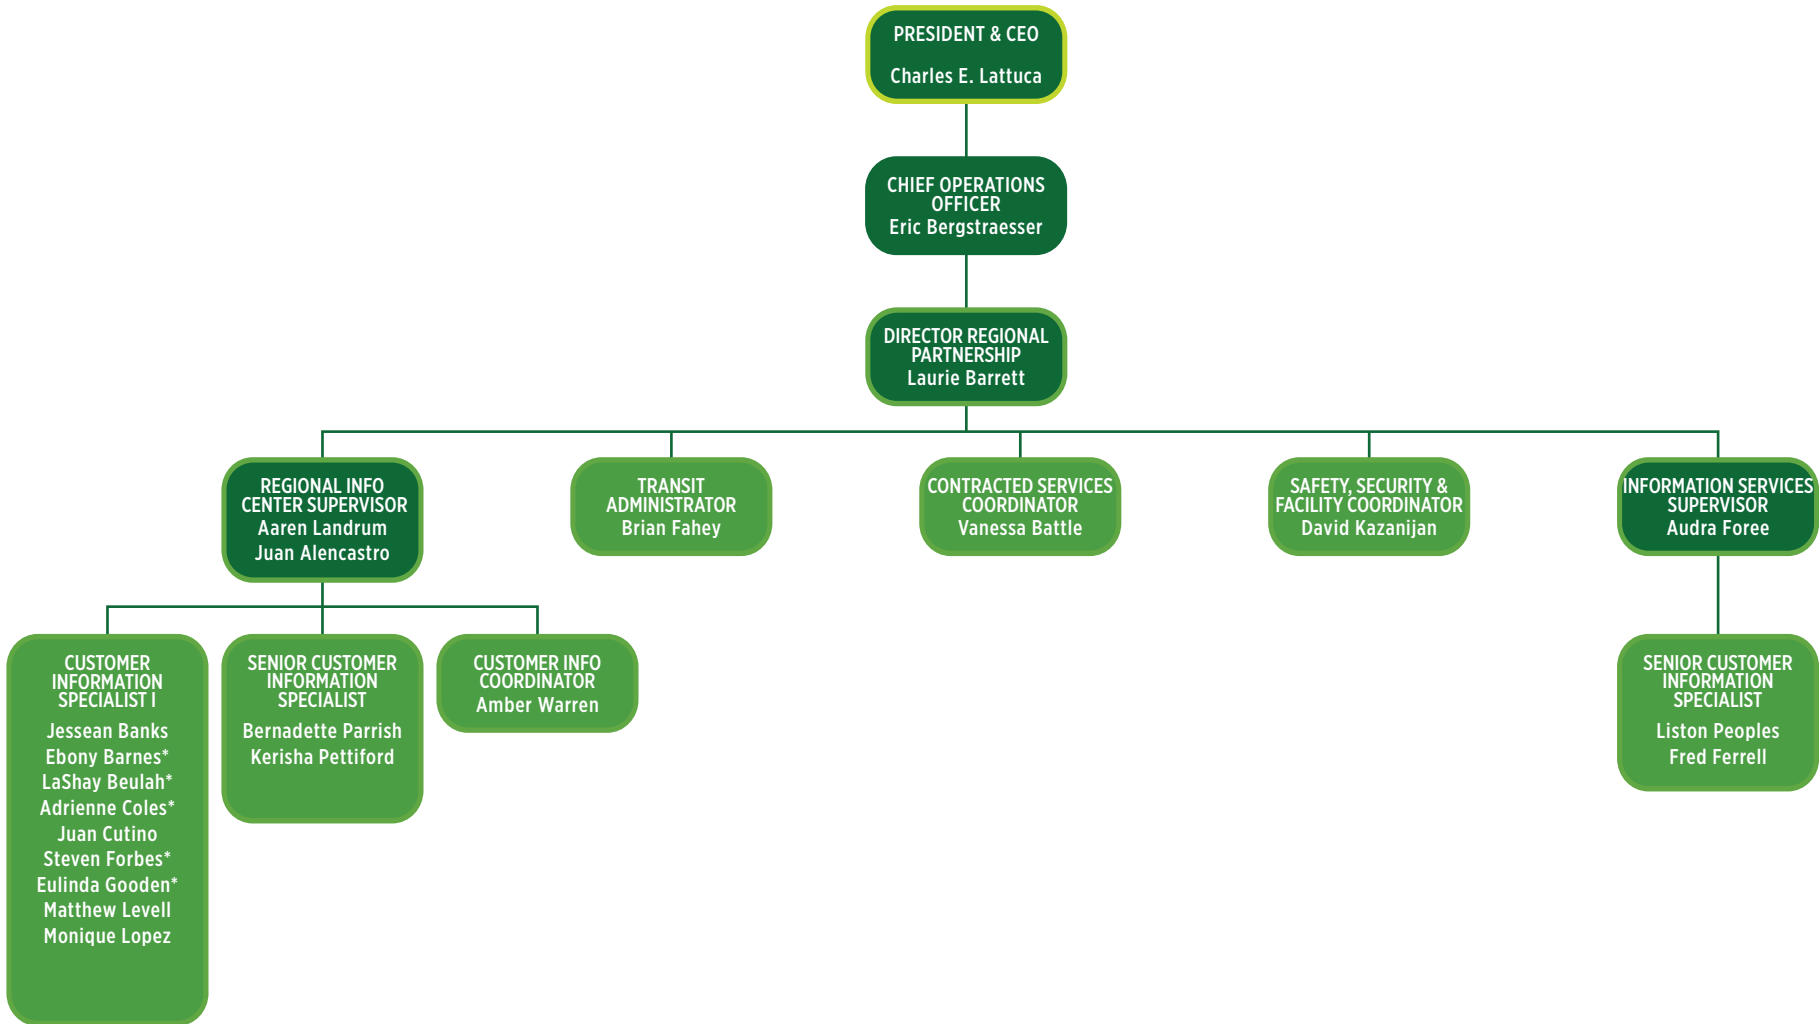 PRESIDENT & CEO
Charles E. Lattuca
CHIEF OPERATIONS
OFFICER
Eric Bergstraesser
DIRECTOR REGIONAL
PARTNERSHIP
Laurie Barrett
REGIONAL INFO
CENTER SUPERVISOR
Aaren Landrum
Juan Alencastro
TRANSIT
ADMINISTRATOR
Brian Fahey
CONTRACTED SERVICES
COORDINATOR
Vanessa Battle
SAFETY, SECURITY &
FACILITY COORDINATOR
David Kazanijan
INFORMATION SERVICES
SUPERVISOR
Audra Foree
CUSTOMER
INFORMATION
SPECIALIST I
Jessean Banks
Ebony Barnes*
LaShay Beulah*
Adrienne Coles*
Juan Cutino
Steven Forbes*
Eulinda Gooden*
Matthew Levell
Monique Lopez
SENIOR CUSTOMER
INFORMATION
SPECIALIST
Bernadette Parrish
Kerisha Pettiford
CUSTOMER INFO
COORDINATOR
Amber Warren
SENIOR CUSTOMER
INFORMATION
SPECIALIST
Liston Peoples
Fred Ferrell